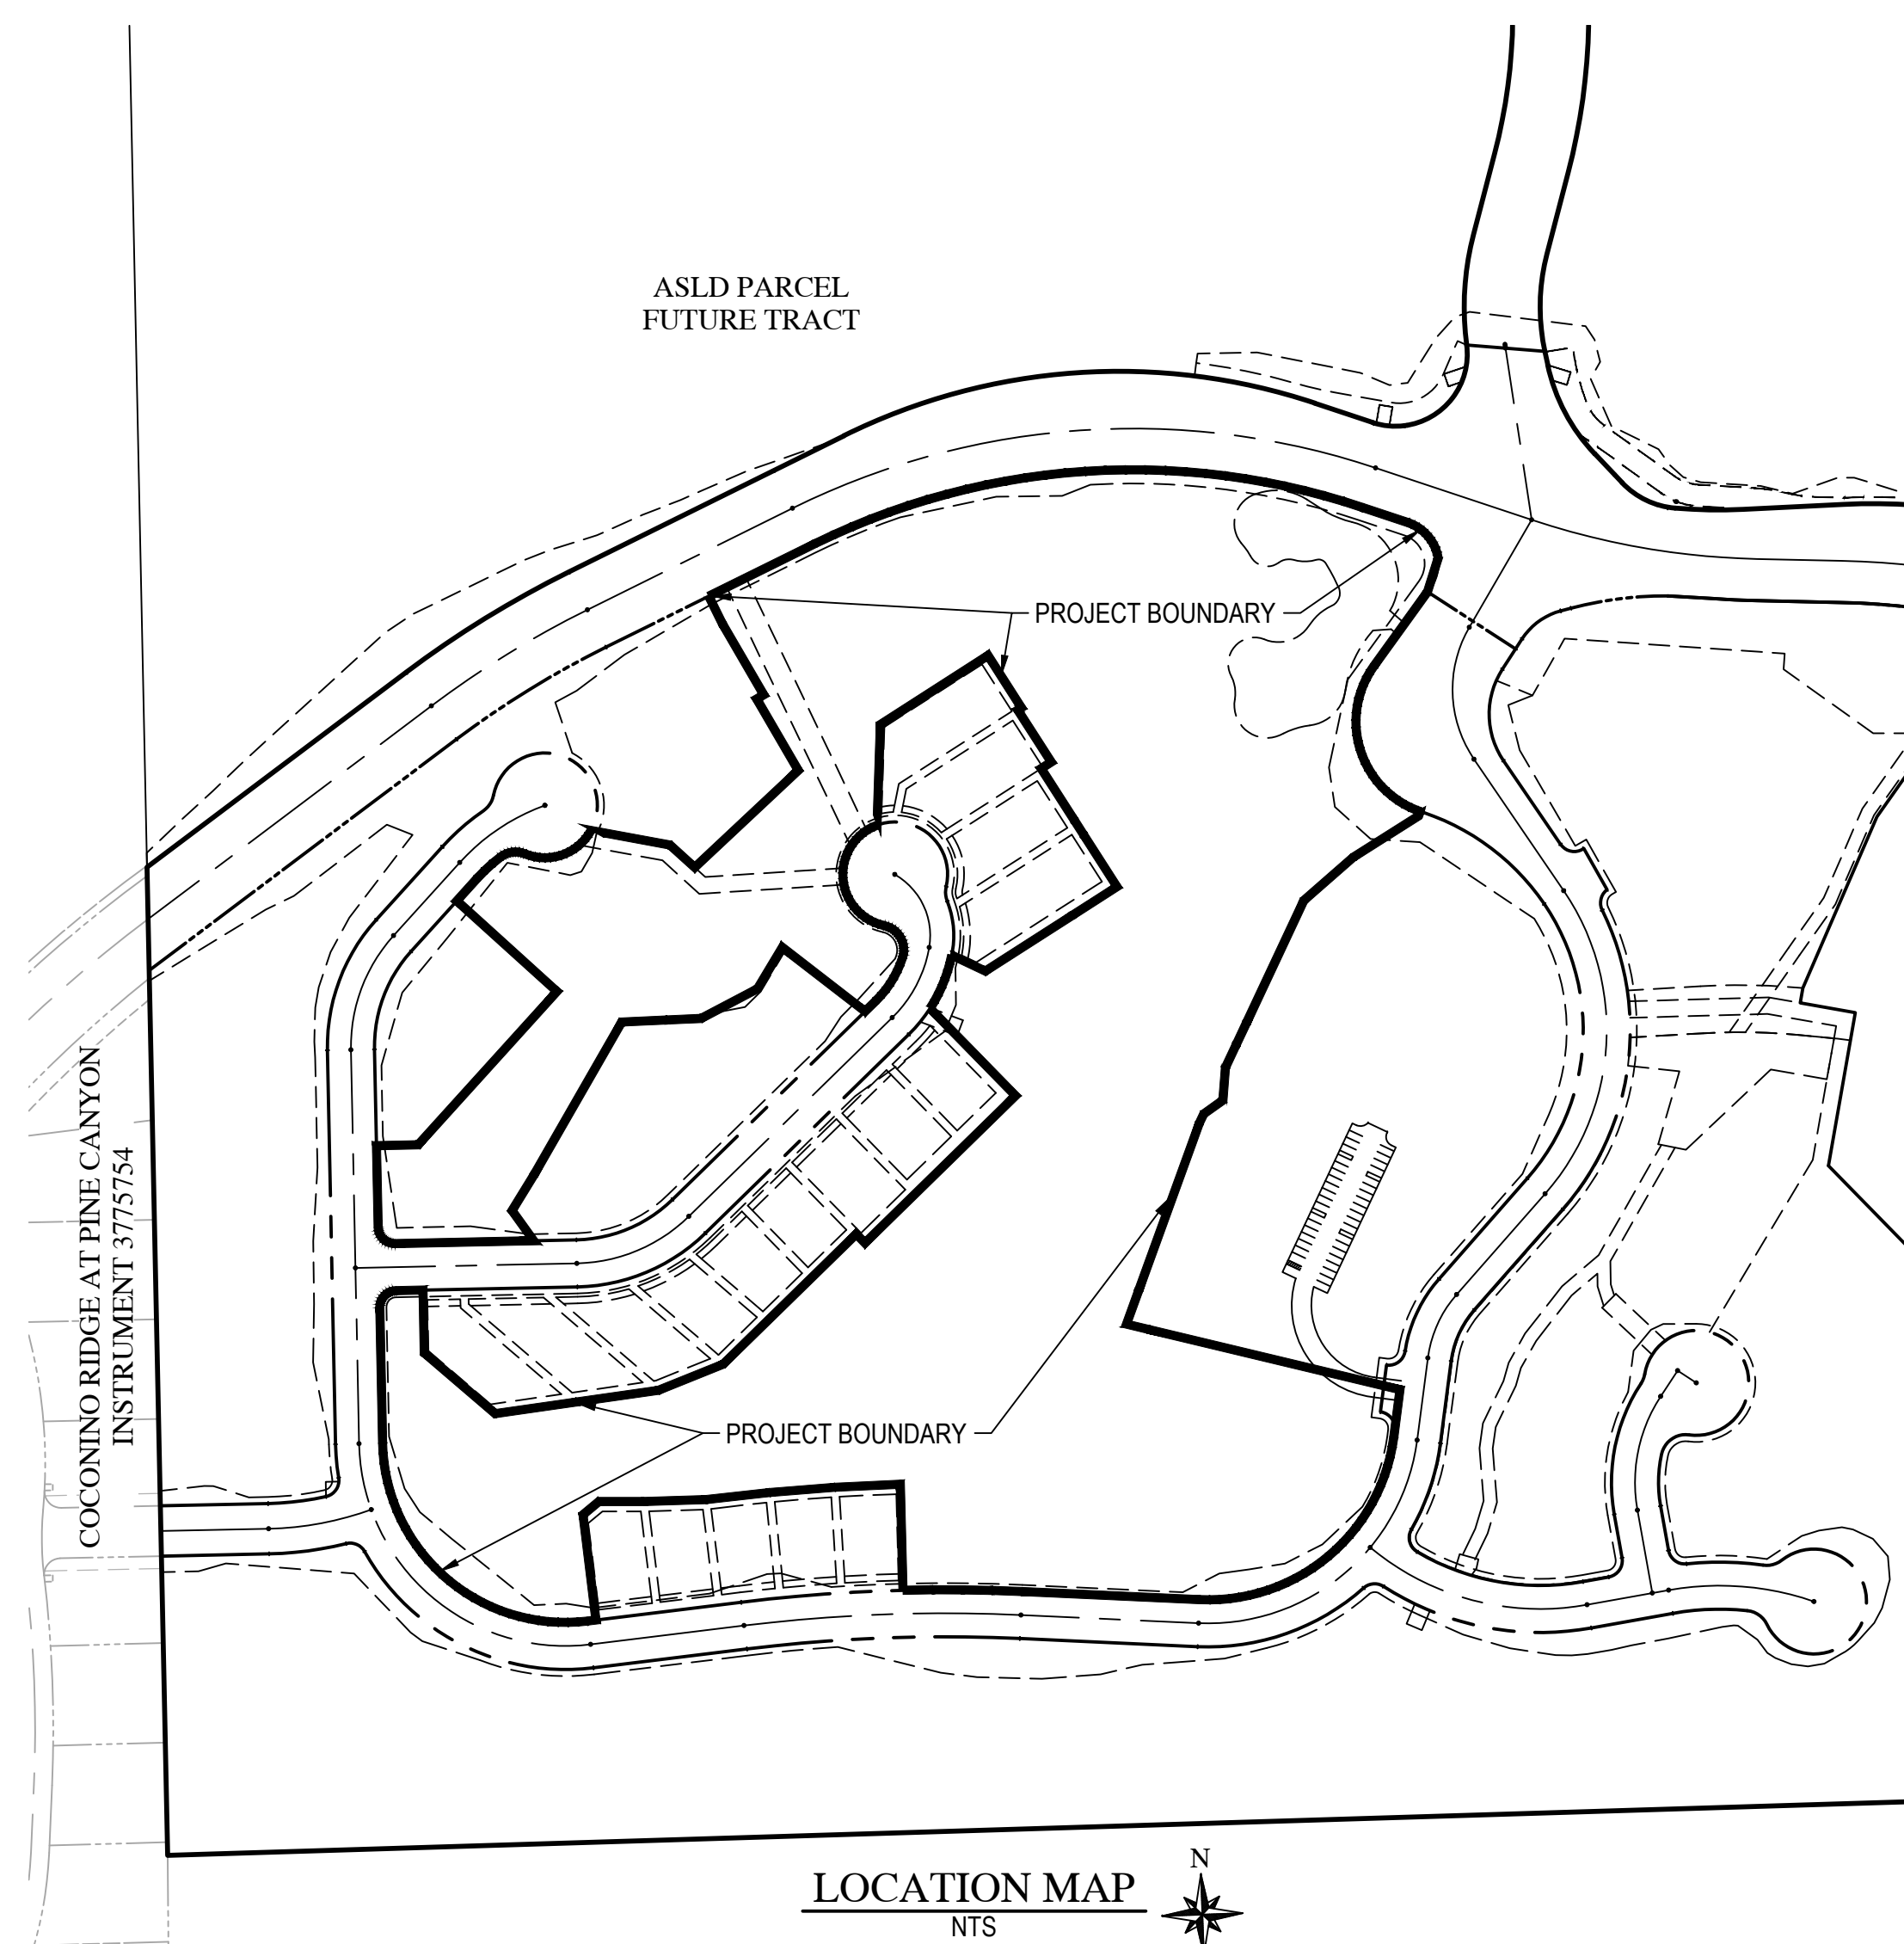 ASLD PARCEL
FUTURE TRACT
PROJECT BOUNDARY
COCONINO RIDGE AT PINE CANYON
INSTRUMENT 3775754
PROJECT BOUNDARY
LOCATION MAP
NTS
N